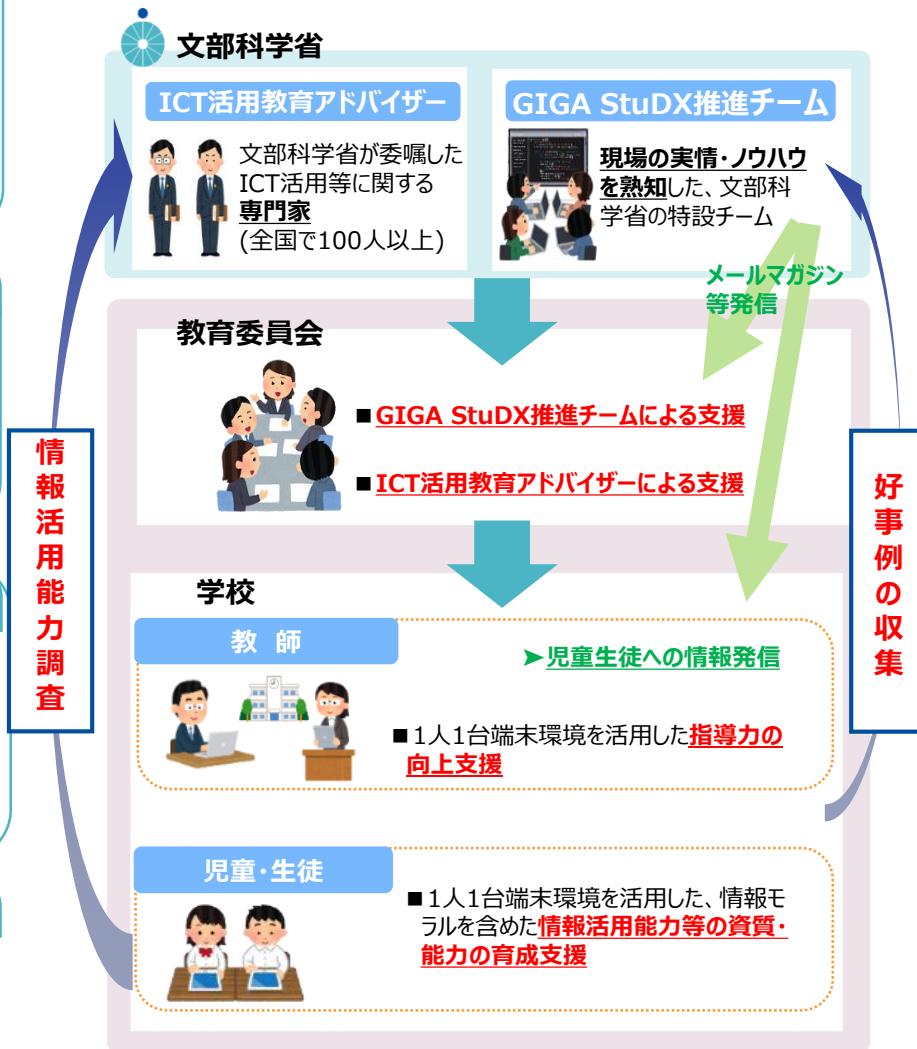 文部科学省
ICT活用教育アドバイザー
文部科学省が委嘱した
ICT活用等に関する
専門家
(全国で100人以上)
GIGA StuDX推進チーム
現場の実情・ノウハウ
を熟知した、文部科
学省の特設チーム
メールマガジン
等発信
教育委員会
■GIGA StuDX推進チームによる支援
■ICT活用教育アドバイザーによる支援
情報活用能力調査
好事例の収集
学校
教 師
➤児童生徒への情報発信
■1人1台端末環境を活用した指導力の
向上支援
児童・生徒
■1人1台端末環境を活用した、情報モ
ラルを含めた情報活用能力等の資質・
能力の育成支援